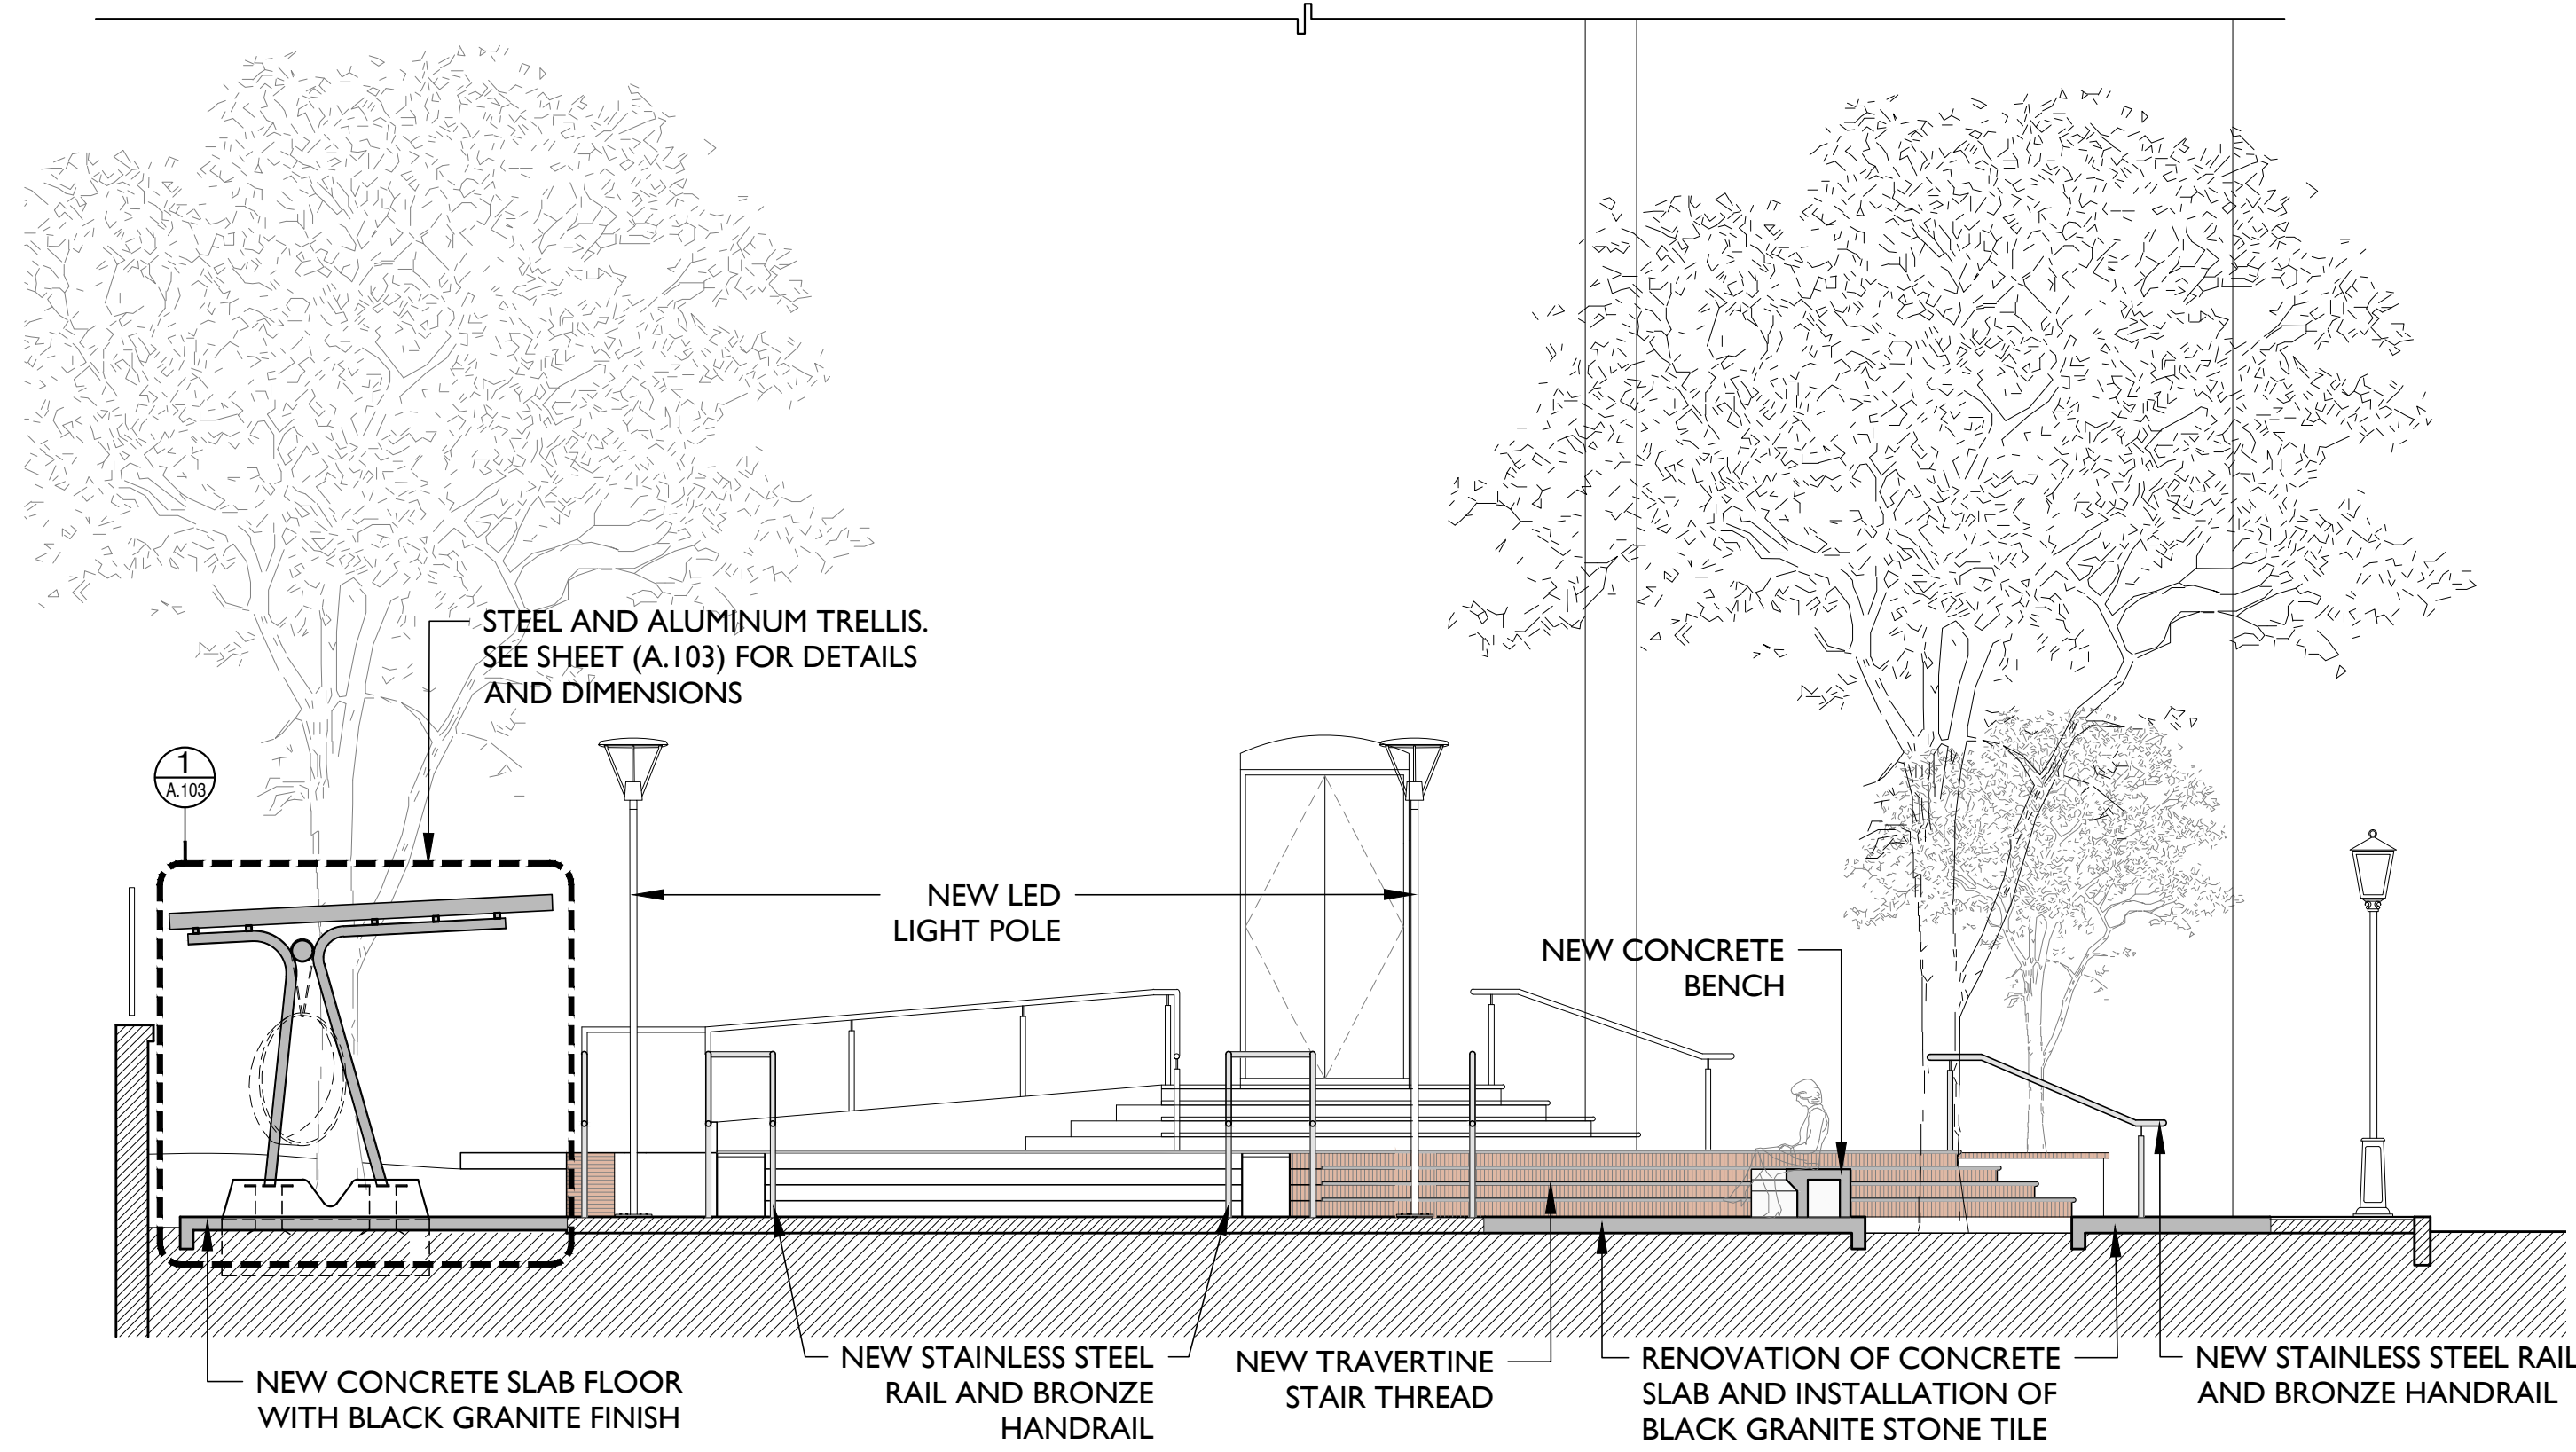 STEEL AND ALUMINUM TRELLIS.
SEE SHEET (A.103) FOR DETAILS
AND DIMENSIONS
1
A.103
NEW LED
LIGHT POLE
NEW CONCRETE
BENCH
NEW CONCRETE SLAB FLOOR
WITH BLACK GRANITE FINISH
NEW STAINLESS STEEL
RAIL AND BRONZE
HANDRAIL
NEW TRAVERTINE
STAIR THREAD
RENOVATION OF CONCRETE
SLAB AND INSTALLATION OF
BLACK GRANITE STONE TILE
NEW STAINLESS STEEL RAIL
AND BRONZE HANDRAIL